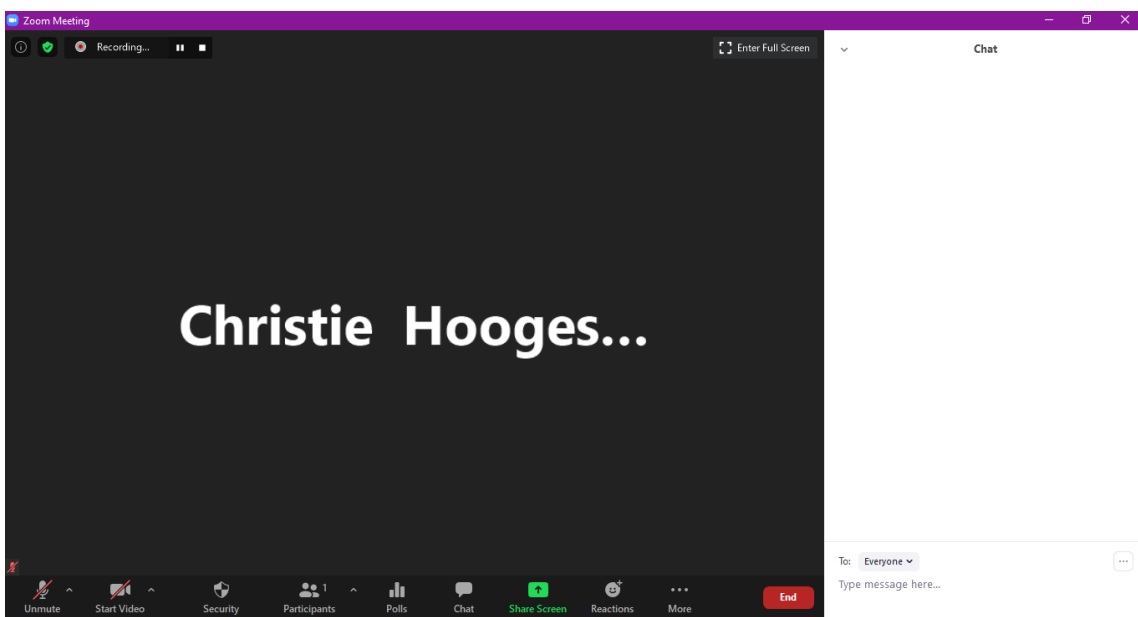 Zoom Meeting
Recording...
Enter Full Screen
Chat
Christie Hooges...
To: Everyone
Type message here...
Unmute
Start Video
Security
1
Participants
Polls
Chat
Share Screen
Reactions
More
End